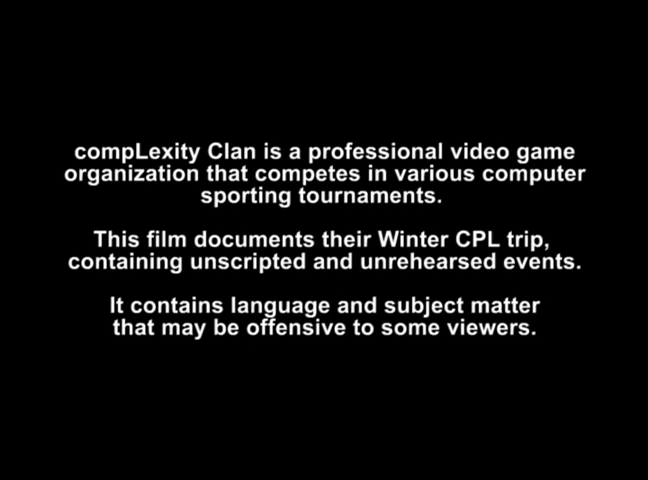 compLexity Clan is a professional video game
organization that competes in various computer
sporting tournaments.
This film documents their Winter CPL trip,
containing unscripted and unrehearsed events.
It contains language and subject matter
that may be offensive to some viewers.